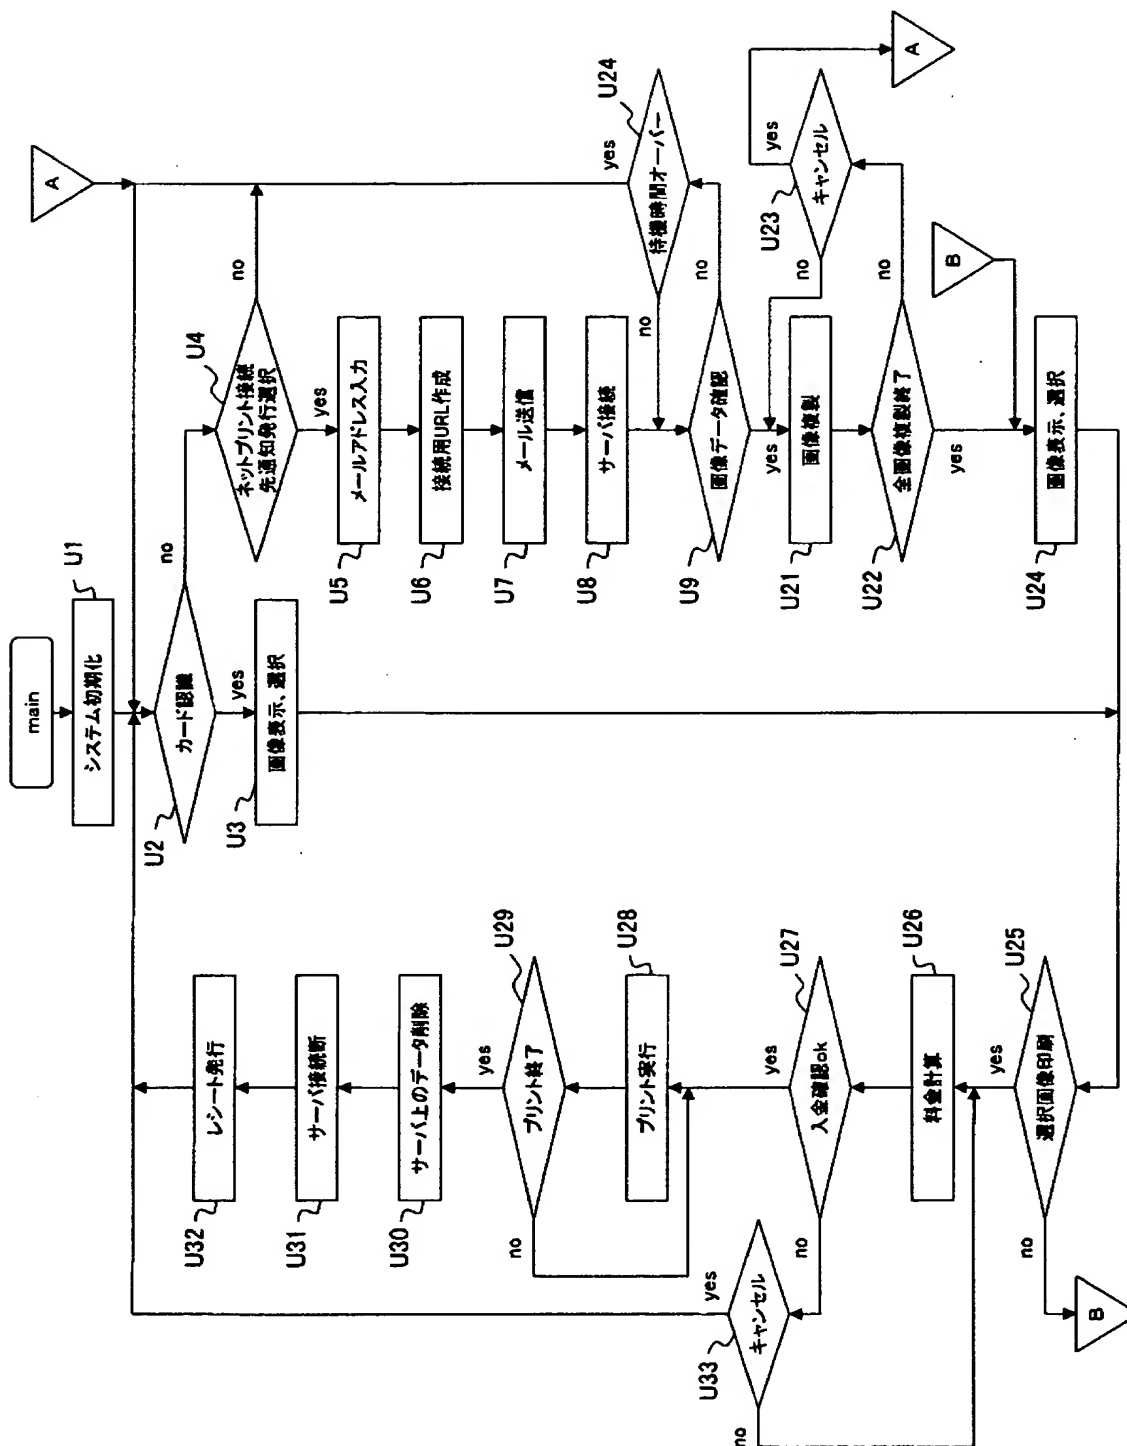 main
システム初期化
U1
カード認識
U2
no
yes
画像表示、選択
U3
A
ネットプリント接続
先通知発行選択
U4
no
yes
メールアドレス入力
U5
接続用URL作成
U6
メール送信
U7
サーバ接続
U8
画像データ確認
U9
no
yes
待機時間オーバー
U24
yes
no
画像複製
U21
全画像複製終了
U22
no
yes
キャンセル
U23
yes
no
A
B
画像表示、選択
U24
選択画像印刷
U25
yes
no
B
料金計算
U26
入金確認ok
U27
yes
no
キャンセル
U33
yes
no
プリント実行
U28
プリント終了
U29
yes
no
サーバ上のデータ削除
U30
サーバ接続断
U31
レシート発行
U32